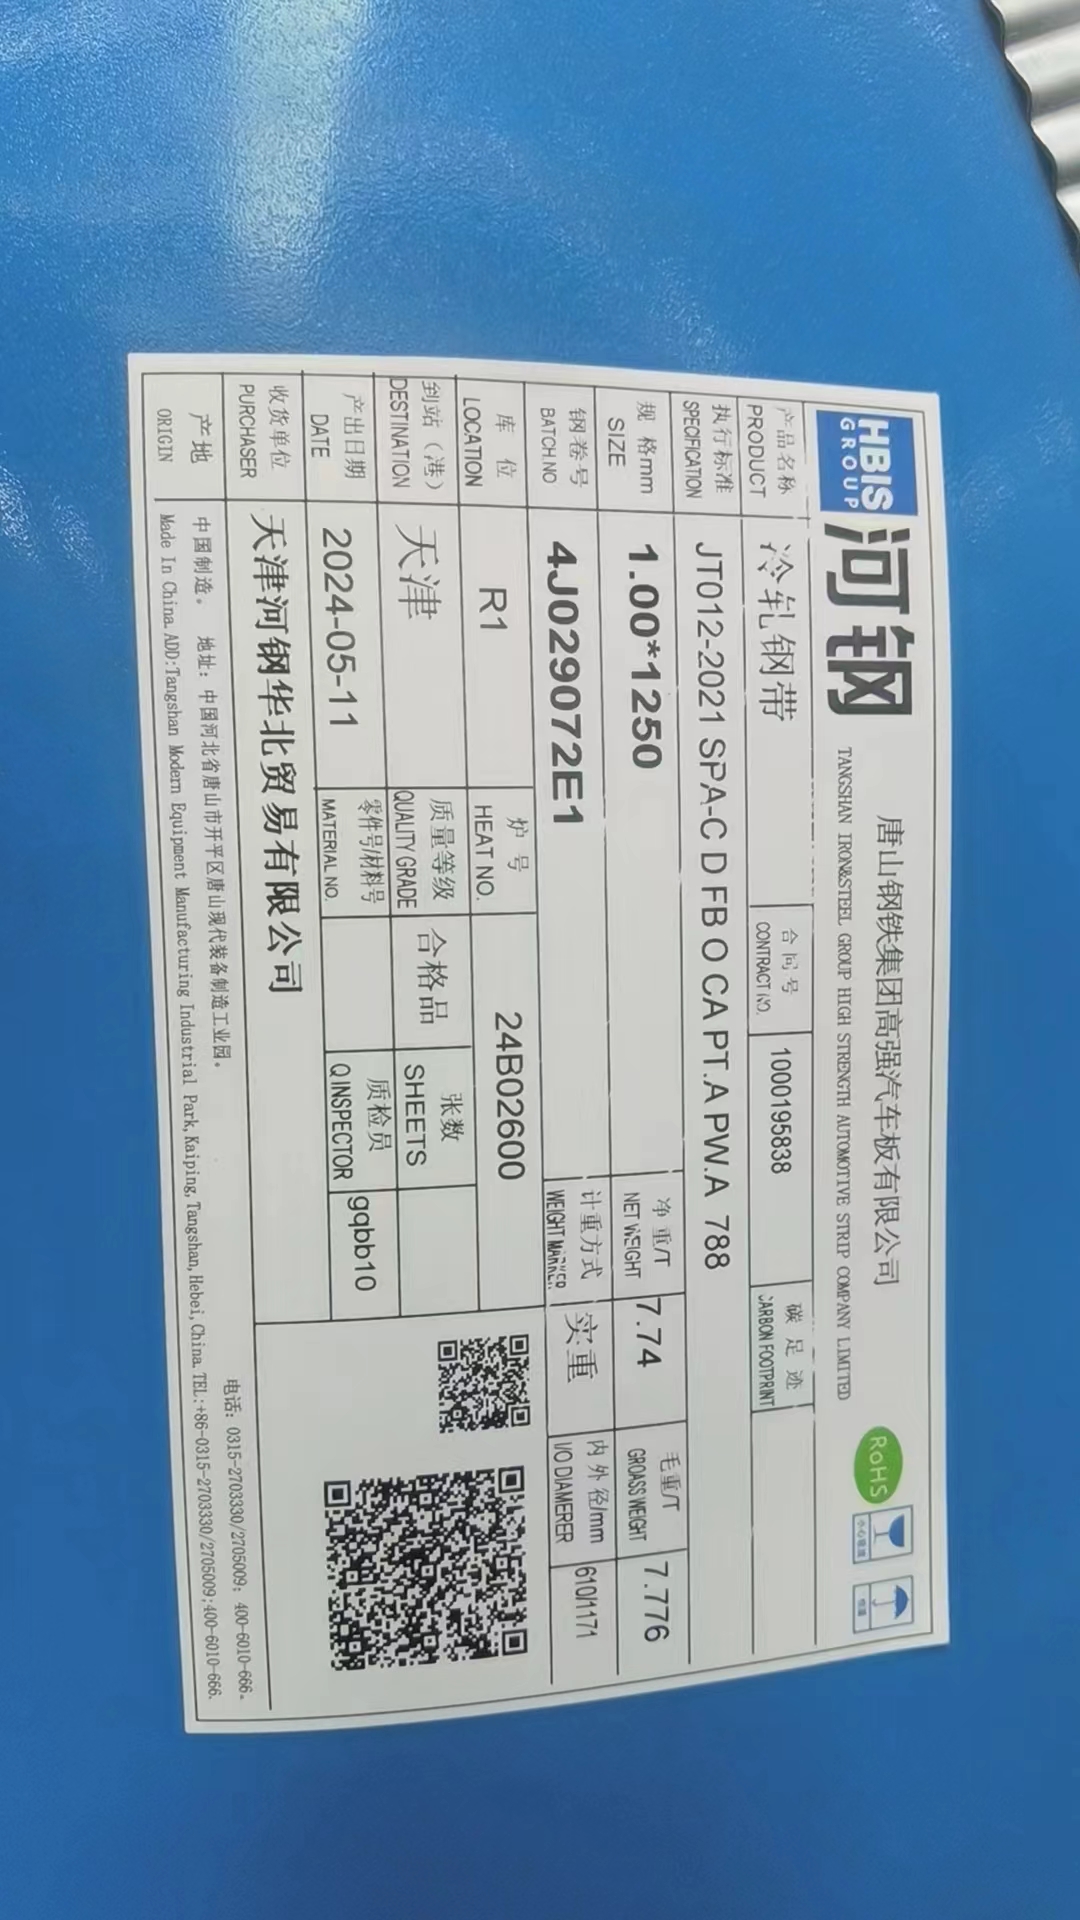 HBIS
GROUP
河钢
唐山钢铁集团高强汽车板有限公司
TANGSHAN IRON&STEEL GROUP HIGH STRENGTH AUTOMOTIVE STRIP COMPANY LIMITED
RoHS
产品名称
PRODUCT
冷轧钢带
合同号
CONTRACT NO.
1000195838
碳足迹
CARBON FOOTPRINT
执行标准
SPECIFICATION
JT012-2021 SPA-C D FB O CA PT.A PW.A 788
规 格mm
SIZE
1.00*1250
净 重/T
NET WEIGHT
7.74
毛重/T
GROASS WEIGHT
7.776
钢卷号
BATCH.NO
4J029072E1
计重方式
WEIGHT MARKER
实重
内 外 径/mm
I/O DIAMERER
610/1171
库 位
LOCATION
R1
炉 号
HEAT NO.
24B02600
到站（港）
DESTINATION
天津
质量等级
QUALITY GRADE
合格品
张数
SHEETS
产出日期
DATE
2024-05-11
零件号/材料号
MATERIAL NO.
质检员
Q INSPECTOR
gqbb10
收货单位
PURCHASER
天津河钢华北贸易有限公司
产地
ORIGIN
中国制造。 地址：中国河北省唐山市开平区唐山现代装备制造工业园。 电话：0315-2703330/2705009；400-6010-666。
Made In China.ADD:Tangshan Modern Equipment Manufacturing Industrial Park,Kaiping,Tangshan,Hebei,China.TEL:+86-0315-2703330/2705009;400-6010-666.